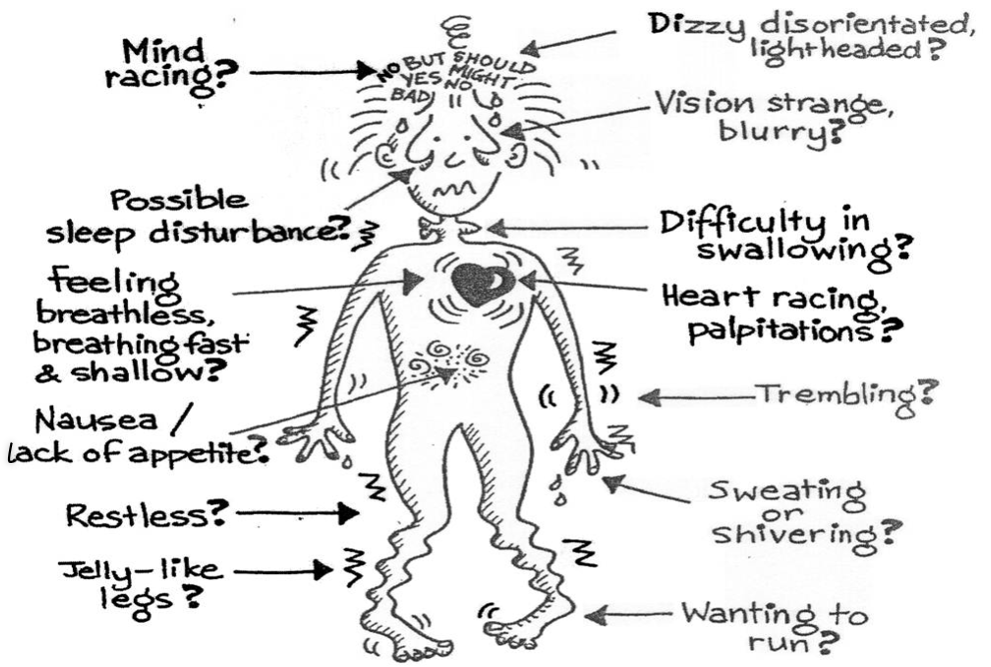 Mind
racing?
Dizzy disorientated,
lightheaded?
NO BUT SHOULD
YES MIGHT
BAD NO
Vision strange,
blurry?
Possible
sleep disturbance?
Difficulty in
swallowing?
feeling
breathless,
breathing fast
& shallow?
Heart racing,
palpitations?
Trembling?
Nausea /
lack of appetite?
Sweating
or
shivering?
Restless?
Jelly-like
legs?
Wanting to
run?